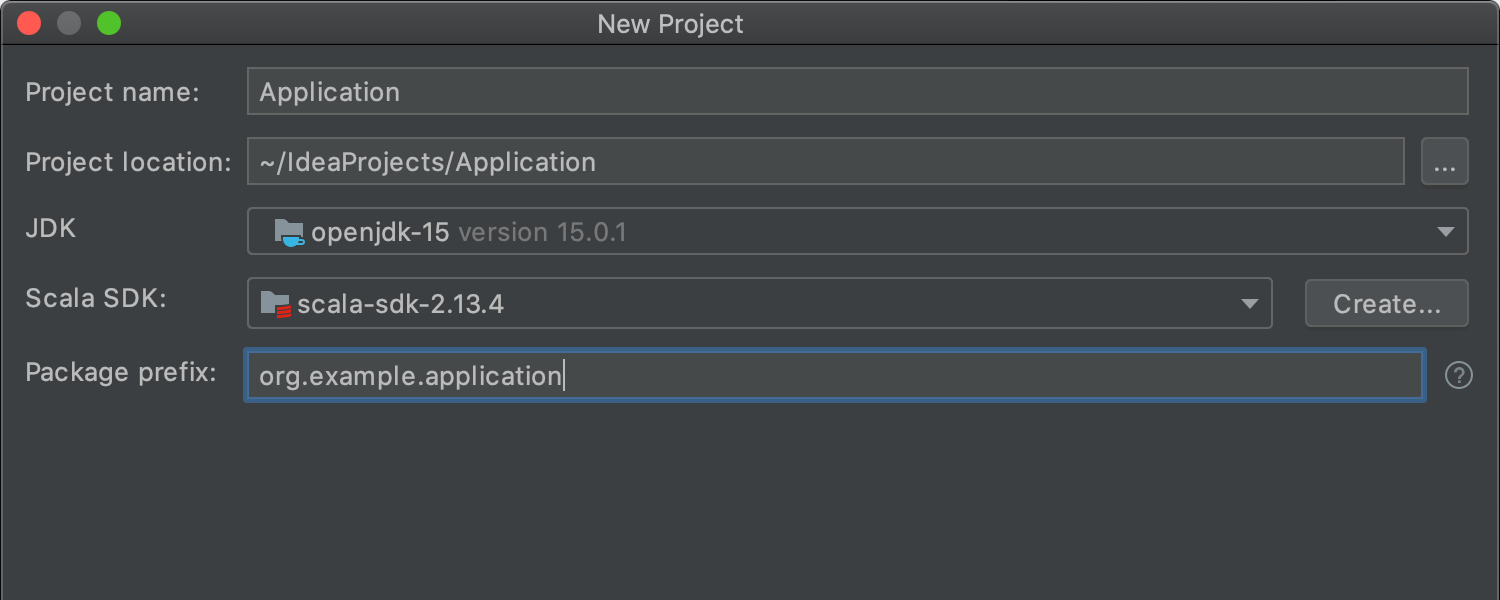 New Project
Project name: Application
Project location: ~/IdeaProjects/Application ...
JDK openjdk-15 version 15.0.1
Scala SDK: scala-sdk-2.13.4 Create...
Package prefix: org.example.application ?